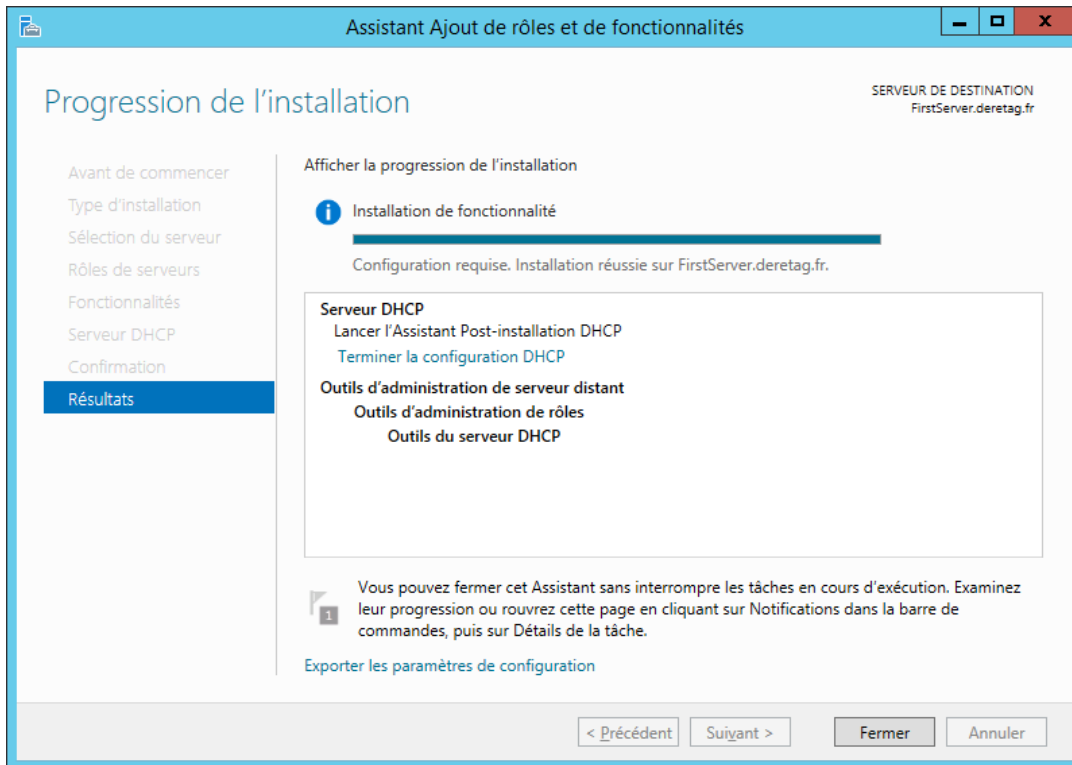 Assistant Ajout de rôles et de fonctionnalités
Progression de l'installation
SERVEUR DE DESTINATION
FirstServer.deretag.fr
Avant de commencer
Type d'installation
Sélection du serveur
Rôles de serveurs
Fonctionnalités
Serveur DHCP
Confirmation
Résultats
Afficher la progression de l'installation
Installation de fonctionnalité
Configuration requise. Installation réussie sur FirstServer.deretag.fr.
Serveur DHCP
Lancer l'Assistant Post-installation DHCP
Terminer la configuration DHCP
Outils d'administration de serveur distant
Outils d'administration de rôles
Outils du serveur DHCP
1
Vous pouvez fermer cet Assistant sans interrompre les tâches en cours d'exécution. Examinez
leur progression ou rouvrez cette page en cliquant sur Notifications dans la barre de
commandes, puis sur Détails de la tâche.
Exporter les paramètres de configuration
< Précédent
Suivant >
Fermer
Annuler